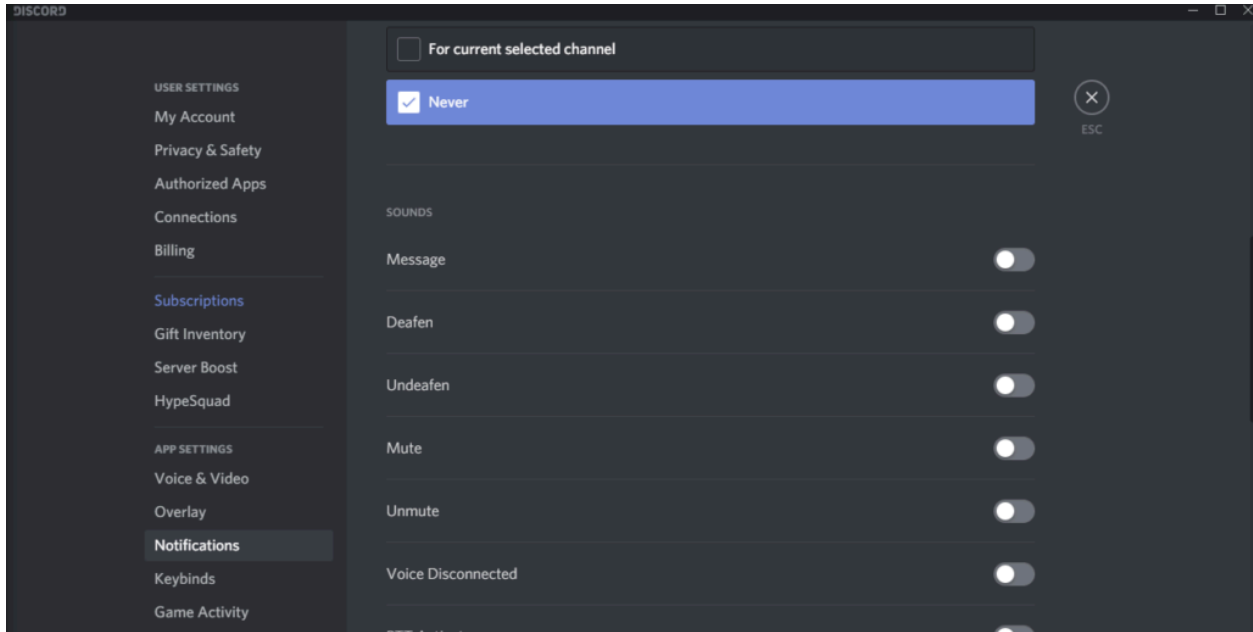 DISCORD
For current selected channel
Never
ESC
USER SETTINGS
My Account
Privacy & Safety
Authorized Apps
Connections
Billing
Subscriptions
Gift Inventory
Server Boost
HypeSquad
APP SETTINGS
Voice & Video
Overlay
Notifications
Keybinds
Game Activity
SOUNDS
Message
Deafen
Undeafen
Mute
Unmute
Voice Disconnected